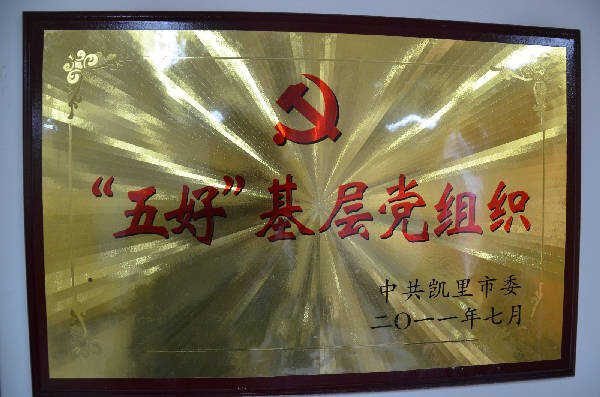 “五好”基层党组织
中共凯里市委
二〇一一年七月